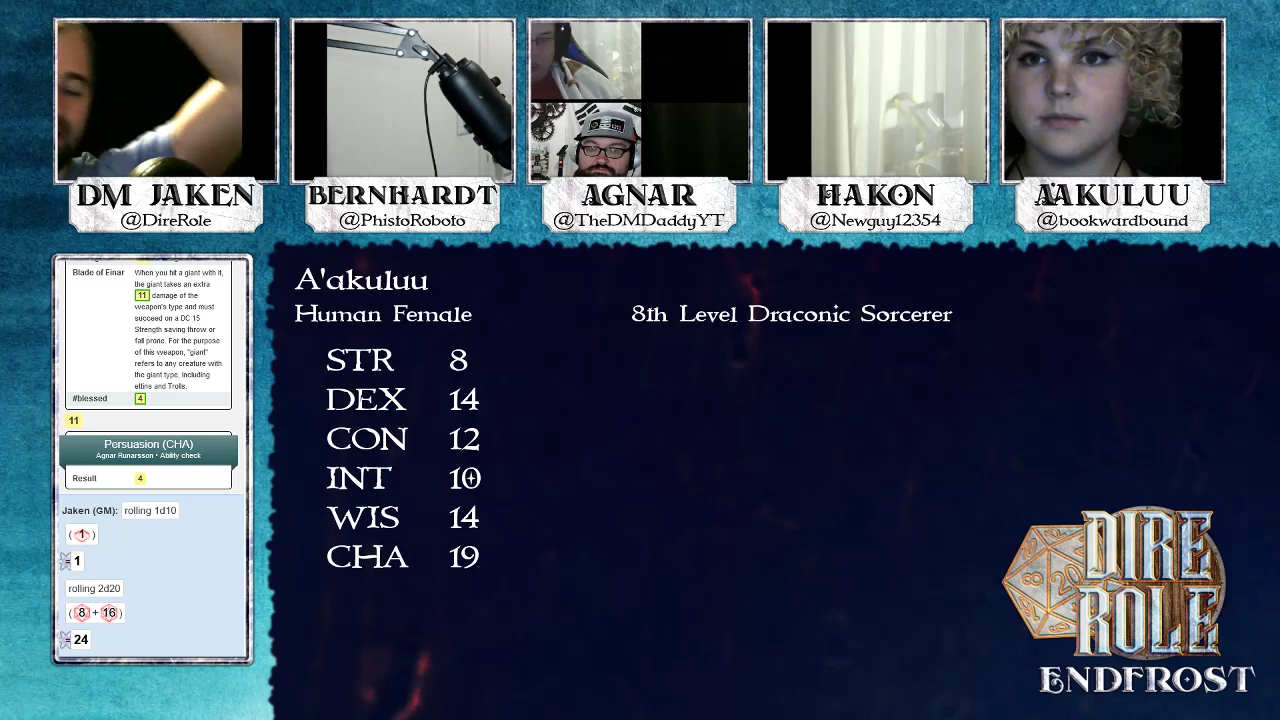 DM JAKEN
@DireRole
BERNHARDT
@PhistoRobofo
AGNAR
@TheDMDaddyYT
HAKON
@Newguy12354
A'AKULUU
@bookwardbound
Blade of Einar
When you hit a giant with it,
the giant takes an extra
11 damage of the
weapon's type and must
succeed on a DC 15
Strength saving throw or
fall prone. For the purpose
of this weapon, "giant"
refers to any creature with
the giant type, including
ettins and Trolls.
#blessed 4
11
Persuasion (CHA)
Agnar Runarsson • Ability check
Result 4
Jaken (GM): rolling 1d10
(1)
=1
rolling 2d20
(8+16)
=24
A'akuluu
Human Female
8th Level Draconic Sorcerer
STR 8
DEX 14
CON 12
INT 10
WIS 14
CHA 19
DIRE
ROLE
ENDFROST